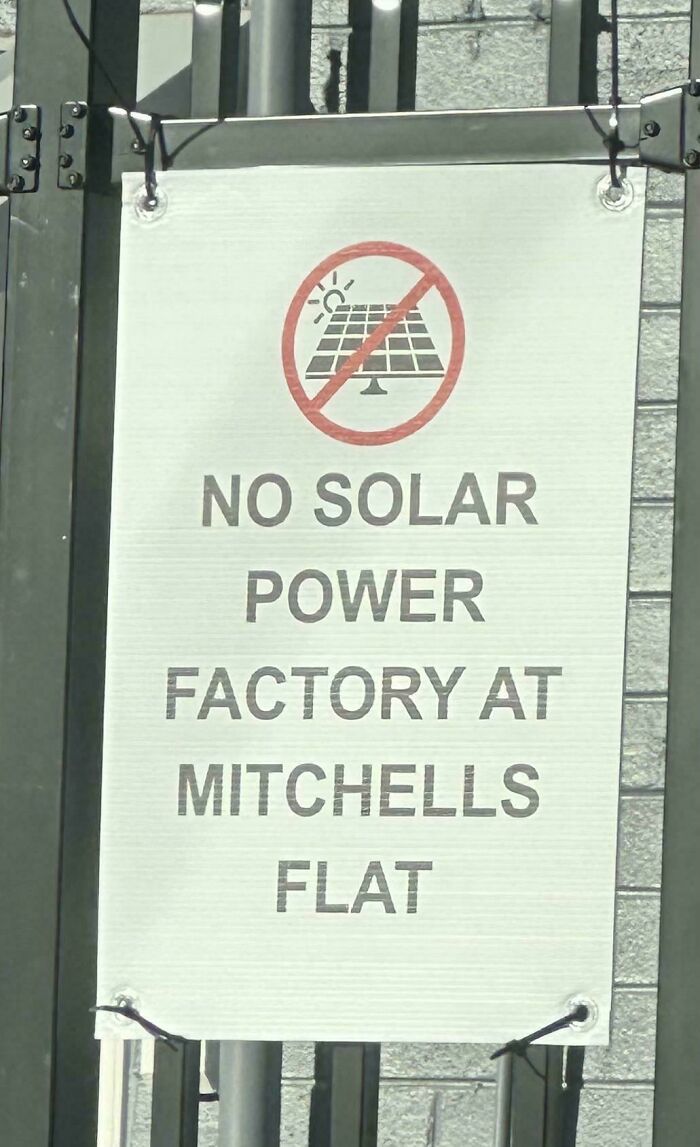 NO SOLAR
POWER
FACTORY AT
MITCHELLS
FLAT